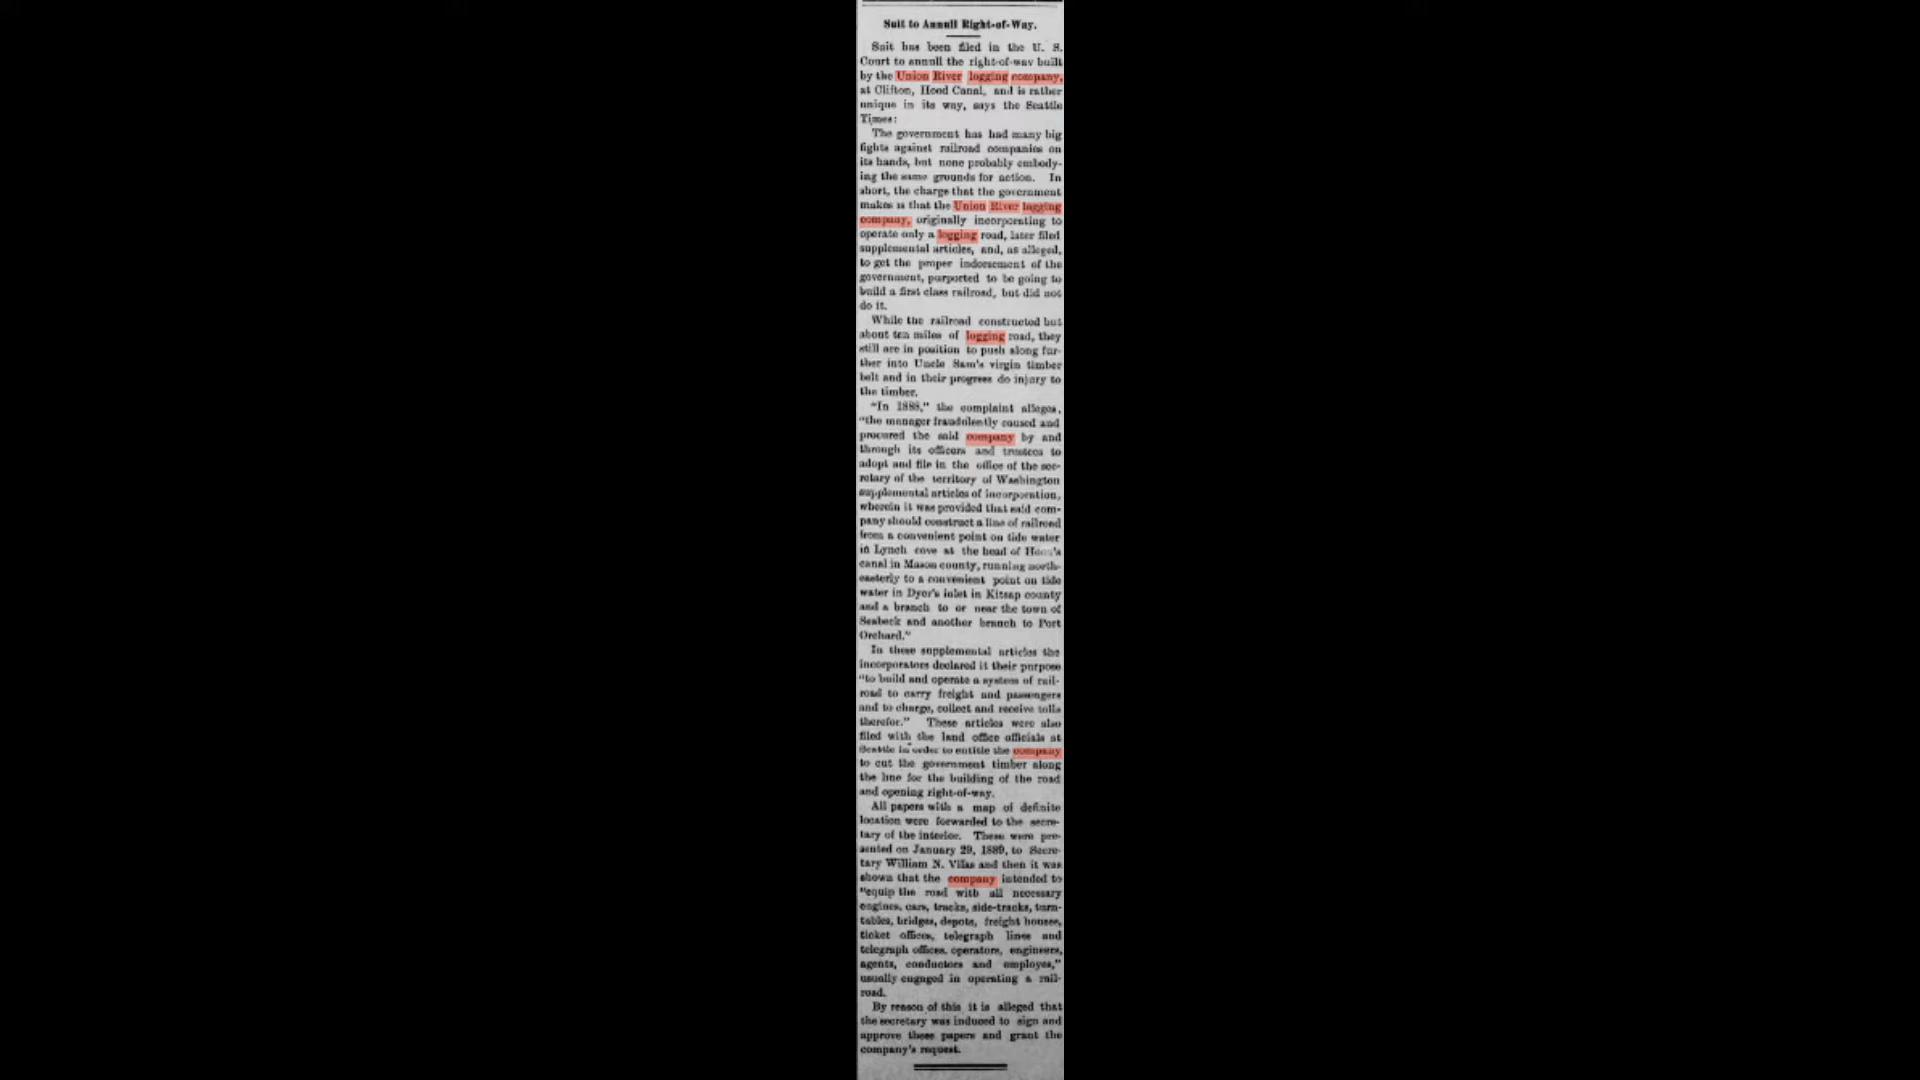 Suit to Annull Right-of-Way.
Suit has been filed in the U. S.
Court to annull the right-of-way built
by the Union River logging company,
at Clifton, Hood Canal, and is rather
unique in its way, says the Seattle
Times:
The government has had many big
fights against railroad companies on
its hands, but none probably embody-
ing the same grounds for action. In
short, the charge that the government
makes is that the Union River logging
company, originally incorporating to
operate only a logging road, later filed
supplemental articles, and, as alleged,
to get the proper indorsement of the
government, purported to be going to
build a first class railroad, but did not
do it.
While the railroad constructed but
about ten miles of logging road, they
still are in position to push along fur-
ther into Uncle Sam's virgin timber
belt and in their progress do injury to
the timber.
"In 1888," the complaint alleges,
"the manager fraudulently caused and
procured the said company by and
through its officers and trustees to
adopt and file in the office of the sec-
retary of the territory of Washington
supplemental articles of incorporation,
wherein it was provided that said com-
pany should construct a line of railroad
from a convenient point on tide water
in Lynch cove at the head of Hood's
canal in Mason county, running north-
easterly to a convenient point on tide
water in Dyer's inlet in Kitsap county
and a branch to or near the town of
Seabeck and another branch to Port
Orchard."
In these supplemental articles the
incorporators declared it their purpose
"to build and operate a system of rail-
road to carry freight and passengers
and to charge, collect and receive tolls
therefor." These articles were also
filed with the land office officials at
Seattle in order to entitle the company
to cut the government timber along
the line for the building of the road
and opening right-of-way.
All papers with a map of definite
location were forwarded to the secre-
tary of the interior. These were pre-
sented on January 29, 1889, to Secre-
tary William N. Vilas and then it was
shown that the company intended to
"equip the road with all necessary
engines, cars, tracks, side-tracks, turn-
tables, bridges, depots, freight houses,
ticket offices, telegraph lines and
telegraph offices, operators, engineers,
agents, conductors and employes,"
usually engaged in operating a rail-
road.
By reason of this it is alleged that
the secretary was induced to sign and
approve these papers and grant the
company's request.